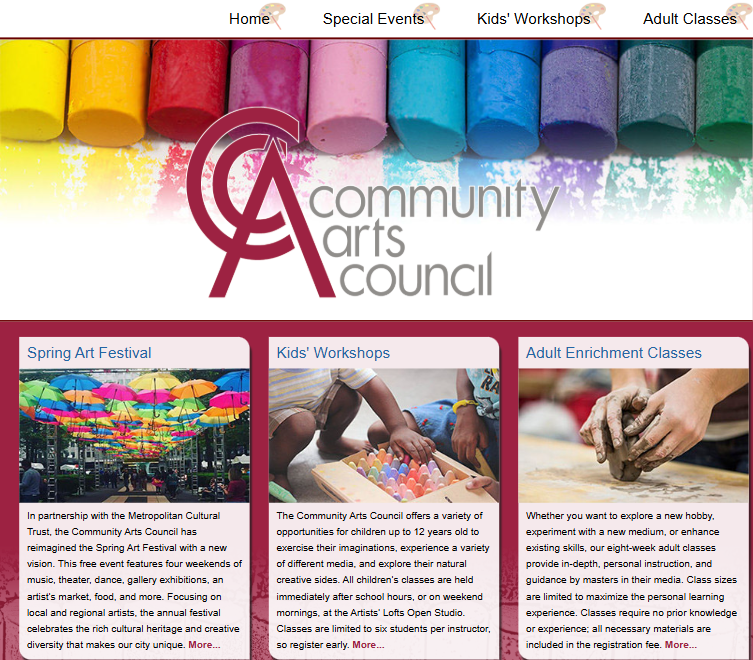 Home Special Events Kids' Workshops Adult Classes
community
arts
council
Spring Art Festival
In partnership with the Metropolitan Cultural
Trust, the Community Arts Council has
reimagined the Spring Art Festival with a new
vision. This free event features four weekends of
music, theater, dance, gallery exhibitions, an
artist's market, food, and more. Focusing on
local and regional artists, the annual festival
celebrates the rich cultural heritage and creative
diversity that makes our city unique. More...
Kids' Workshops
The Community Arts Council offers a variety of
opportunities for children up to 12 years old to
exercise their imaginations, experience a variety
of different media, and explore their natural
creative sides. All children's classes are held
immediately after school hours, or on weekend
mornings, at the Artists' Lofts Open Studio.
Classes are limited to six students per instructor,
so register early. More...
Adult Enrichment Classes
Whether you want to explore a new hobby,
experiment with a new medium, or enhance
existing skills, our eight-week adult classes
provide in-depth, personal instruction, and
guidance by masters in their media. Class sizes
are limited to maximize the personal learning
experience. Classes require no prior knowledge
or experience; all necessary materials are
included in the registration fee. More...